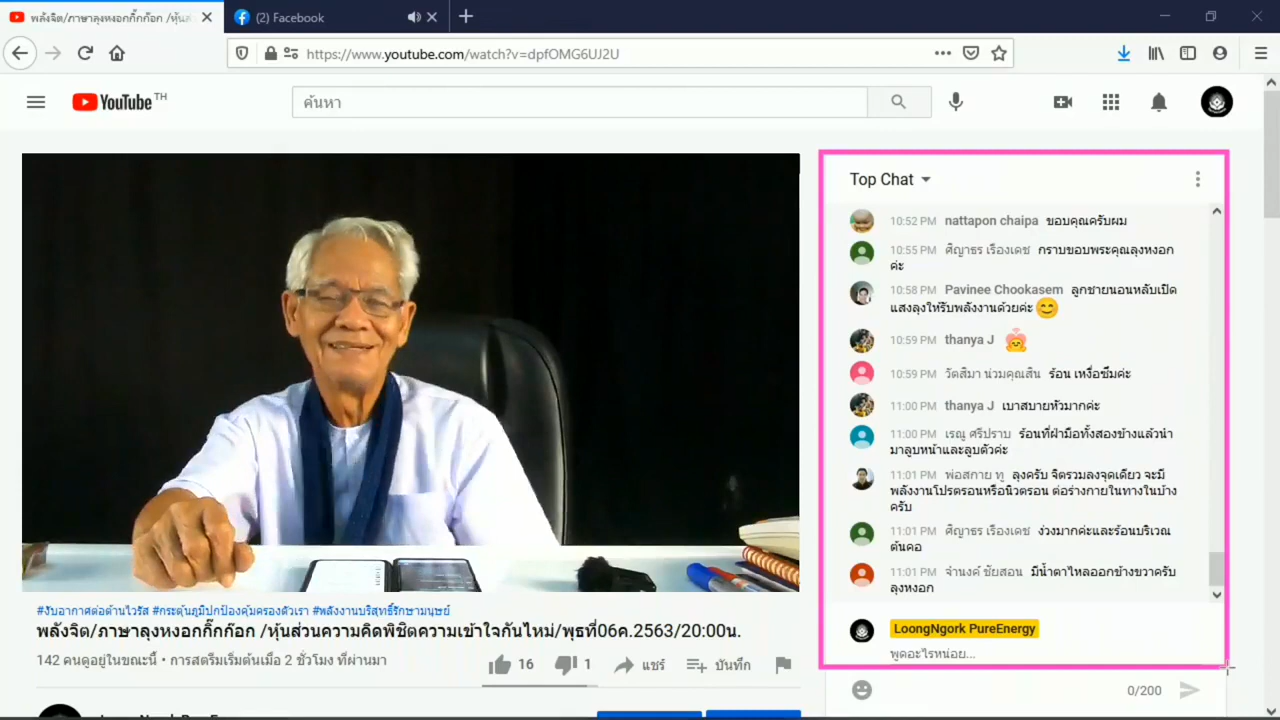 พลังจิต/ภาษาลุงหงอกกิ๊กก๊อก /หุ้นส่ว
(2) Facebook
https://www.youtube.com/watch?v=dpfOMG6UJ2U
YouTube TH
ค้นหา
Top Chat
10:52 PM nattapon chaipa ขอบคุณครับผม
10:55 PM ศิญาธร เรืองเดช กราบขอบพระคุณลุงหงอก
ค่ะ
10:58 PM Pavinee Chookasem ลูกชายนอนหลับเปิด
แสงลุงให้รับพลังงานด้วยค่ะ 😊
10:59 PM thanya J
10:59 PM วัตสิมา น่วมคุณสิน ร้อน เหงื่อซึมค่ะ
11:00 PM thanya J เบาสบายหัวมากค่ะ
11:00 PM เรณู ศรีปราบ ร้อนที่ฝ่ามือทั้งสองข้างแล้วนำ
มาลูบหน้าและลูบตัวค่ะ
11:01 PM พ่อสกาย ทู ลุงครับ จิตรวมลงจุดเดียว จะมี
พลังงานโปรตรอนหรือนิวตรอน ต่อร่างกายในทางในบ้าง
ครับ
11:01 PM ศิญาธร เรืองเดช ง่วงมากค่ะและร้อนบริเวณ
ต้นคอ
11:01 PM จำนงค์ ชัยสอน มีน้ำตาไหลออกข้างขวาครับ
ลุงหงอก
LoongNgork PureEnergy
พูดอะไรหน่อย...
0/200
#งับอากาศต่อต้านไวรัส #กระตุ้นภูมิปกป้องคุ้มครองตัวเรา #พลังงานบริสุทธิ์รักษามนุษย์
พลังจิต/ภาษาลุงหงอกกิ๊กก๊อก /หุ้นส่วนความคิดพิชิตความเข้าใจกันใหม่/พุธที่06ค.2563/20:00น.
142 คนดูอยู่ในขณะนี้ • การสตรีมเริ่มต้นเมื่อ 2 ชั่วโมง ที่ผ่านมา
16 1 แชร์ บันทึก